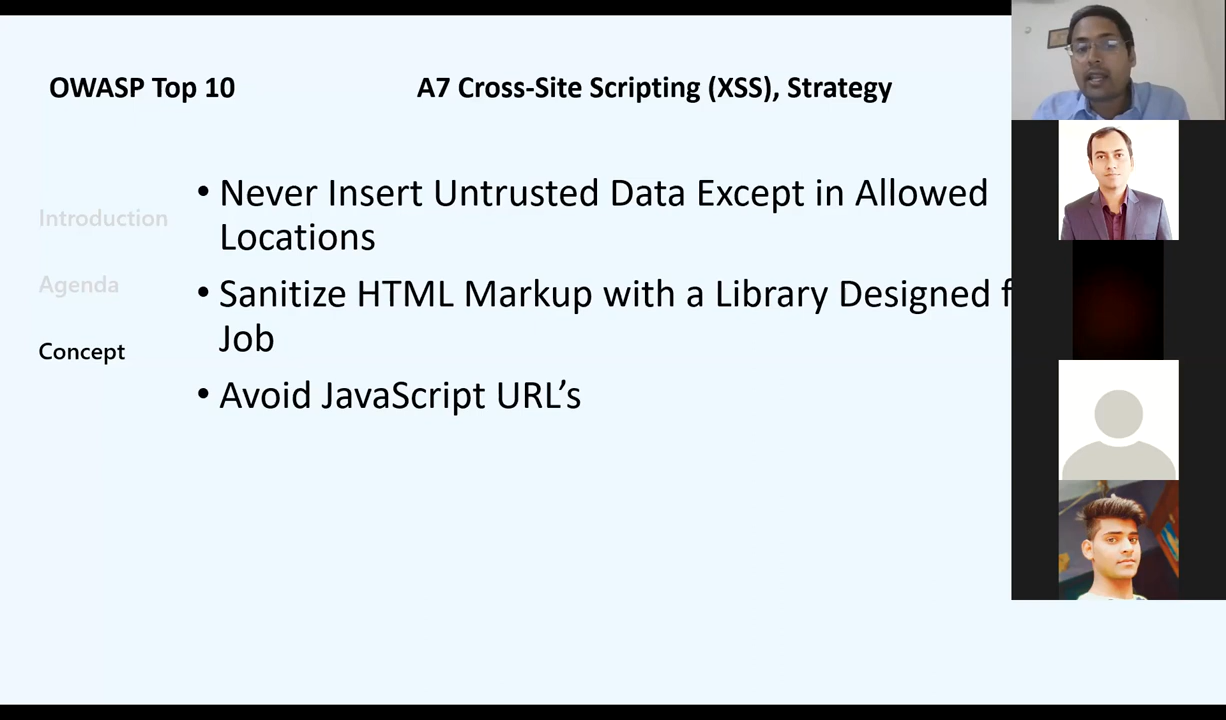 OWASP Top 10
A7 Cross-Site Scripting (XSS), Strategy
Introduction
Agenda
Concept
• Never Insert Untrusted Data Except in Allowed
Locations
• Sanitize HTML Markup with a Library Designed
Job
• Avoid JavaScript URL’s